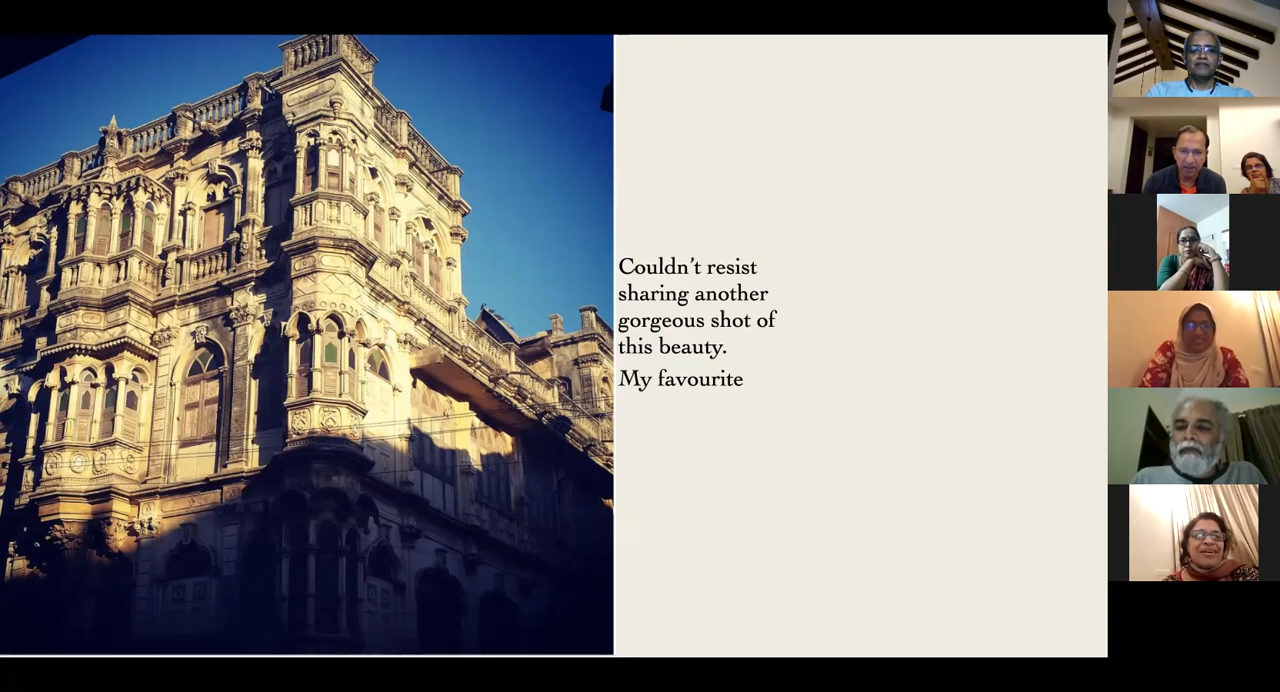 Couldn’t resist
sharing another
gorgeous shot of
this beauty.
My favourite